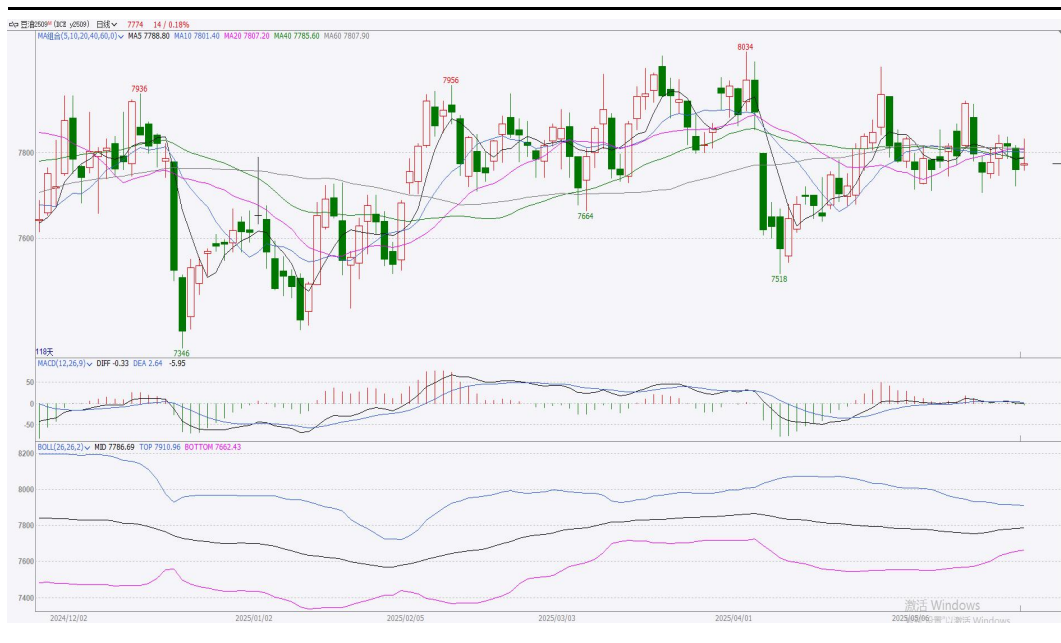 豆油2509ᴹ (DCE y2509) 日线 7774 14 / 0.18%
MA组合(5,10,20,40,60,0) MA5 7788.80 MA10 7801.40 MA20 7807.20 MA40 7785.60 MA60 7807.90
8034
7956
7936
7800
7664
7600
7518
7346
118天
MACD(12,26,9) DIFF -0.33 DEA 2.64 -5.95
50
0
-50
BOLL(26,26,2) MID 7786.69 TOP 7910.96 BOTTOM 7662.43
8200
8000
7800
7600
7400
激活 Windows
2024/12/02 2025/01/02 2025/02/05 2025/03/03 2025/04/01 2025/05/06